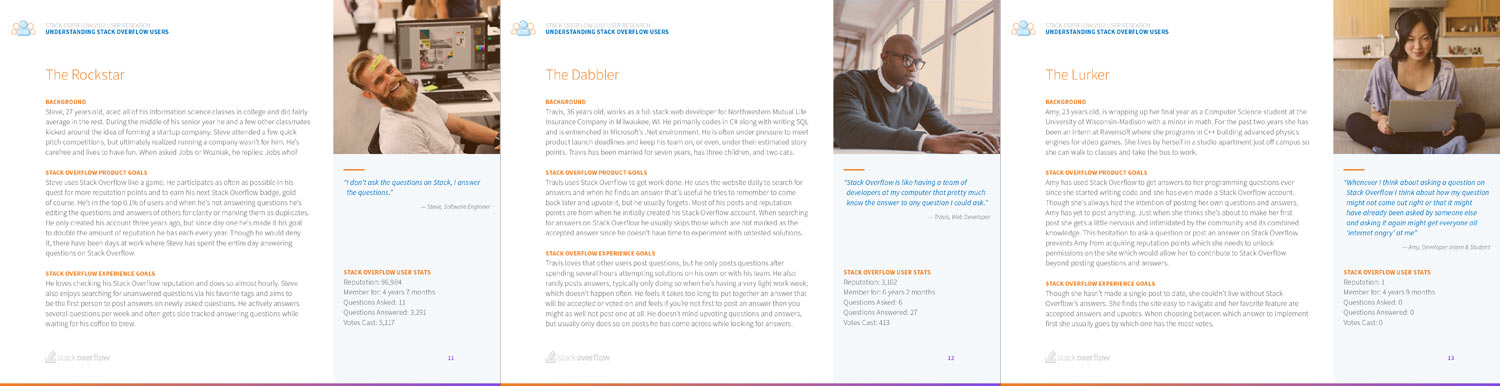 STACK OVERFLOW 2017 USER RESEARCH
UNDERSTANDING STACK OVERFLOW USERS
The Rockstar
BACKGROUND
Steve, 27 years old, aced all of his information science classes in college and did fairly
average in the rest. During the middle of his senior year he and a few other classmates
kicked around the idea of forming a startup company. Steve attended a few quick
pitch competitions, but ultimately realized running a company wasn't for him. He's
carefree and lives to have fun. When asked Jobs or Wozniak, he replies: Jobs who?
STACK OVERFLOW PRODUCT GOALS
Steve uses Stack Overflow like a game. He participates as often as possible in his
quest for more reputation points and to earn his next Stack Overflow badge, gold
of course. He's in the top 0.1% of users and when he's not answering questions he's
editing the questions and answers of others for clarity or marking them as duplicates.
He only created his account three years ago, but since day one he's made it his goal
to double the amount of reputation he has each every year. Though he would deny
it, there have been days at work where Steve has spent the entire day answering
questions on Stack Overflow.
STACK OVERFLOW EXPERIENCE GOALS
He loves checking his Stack Overflow reputation and does so almost hourly. Steve
also enjoys searching for unanswered questions via his favorite tags and aims to
be the first person to post answers on newly asked questions. He actively answers
several questions per week and often gets side tracked answering questions while
waiting for his coffee to brew.
stackoverflow
"I don't ask the questions on Stack, I answer
the questions."
— Steve, Software Engineer
STACK OVERFLOW USER STATS
Reputation: 96,984
Member for: 4 years 7 months
Questions Asked: 11
Questions Answered: 3,291
Votes Cast: 5,117
11
STACK OVERFLOW 2017 USER RESEARCH
UNDERSTANDING STACK OVERFLOW USERS
The Dabbler
BACKGROUND
Travis, 36 years old, works as a full stack web developer for Northwestern Mutual Life
Insurance Company in Milwaukee, WI. He primarily codes in C# along with writing SQL
and is entrenched in Microsoft's .Net environment. He is often under pressure to meet
product launch deadlines and keep his team on, or even, under their estimated story
points. Travis has been married for seven years, has three children, and two cats.
STACK OVERFLOW PRODUCT GOALS
Travis uses Stack Overflow to get work done. He uses the website daily to search for
answers and when he finds an answer that's useful he tries to remember to come
back later and upvote it, but he usually forgets. Most of his posts and reputation
points are from when he initially created his Stack Overflow account. When searching
for answers on Stack Overflow he usually skips those which are not marked as the
accepted answer since he doesn't have time to experiment with untested solutions.
STACK OVERFLOW EXPERIENCE GOALS
Travis loves that other users post questions, but he only posts questions after
spending several hours attempting solutions on his own or with his team. He also
rarely posts answers, typically only doing so when he's having a very light work week;
which doesn't happen often. He feels it takes too long to put together an answer that
will be accepted or voted on and feels if you're not first to post an answer then you
might as well not post one at all. He doesn't mind upvoting questions and answers,
but usually only does so on posts he has come across while looking for answers.
stackoverflow
"Stack Overflow is like having a team of
developers at my computer that pretty much
know the answer to any question I could ask."
— Travis, Web Developer
STACK OVERFLOW USER STATS
Reputation: 3,162
Member for: 6 years 2 months
Questions Asked: 6
Questions Answered: 27
Votes Cast: 413
12
STACK OVERFLOW 2017 USER RESEARCH
UNDERSTANDING STACK OVERFLOW USERS
The Lurker
BACKGROUND
Amy, 23 years old, is wrapping up her final year as a Computer Science student at the
University of Wisconsin-Madison with a minor in math. For the past two years she has
been an intern at Ravensoft where she programs in C++ building advanced physics
engines for video games. She lives by herself in a studio apartment just off campus so
she can walk to classes and take the bus to work.
STACK OVERFLOW PRODUCT GOALS
Amy has used Stack Overflow to get answers to her programming questions ever
since she started writing code and she has even made a Stack Overflow account.
Though she's always had the intention of posting her own questions and answers,
Amy has yet to post anything. Just when she thinks she's about to make her first
post she gets a little nervous and intimidated by the community and its combined
knowledge. This hesitation to ask a question or post an answer on Stack Overflow
prevents Amy from acquiring reputation points which she needs to unlock
permissions on the site which would allow her to contribute to Stack Overflow
beyond posting questions and answers.
STACK OVERFLOW EXPERIENCE GOALS
Though she hasn't made a single post to date, she couldn't live without Stack
Overflow's answers. She finds the site easy to navigate and her favorite feature are
accepted answers and upvotes. When choosing between which answer to implement
first she usually goes by which one has the most votes.
stackoverflow
"Whenever I think about asking a question on
Stack Overflow I think about how my question
might not come out right or that it might
have already been asked by someone else
and asking it again might get everyone all
'internet angry' at me"
— Amy, Developer Intern & Student
STACK OVERFLOW USER STATS
Reputation: 1
Member for: 4 years 9 months
Questions Asked: 0
Questions Answered: 0
Votes Cast: 0
13